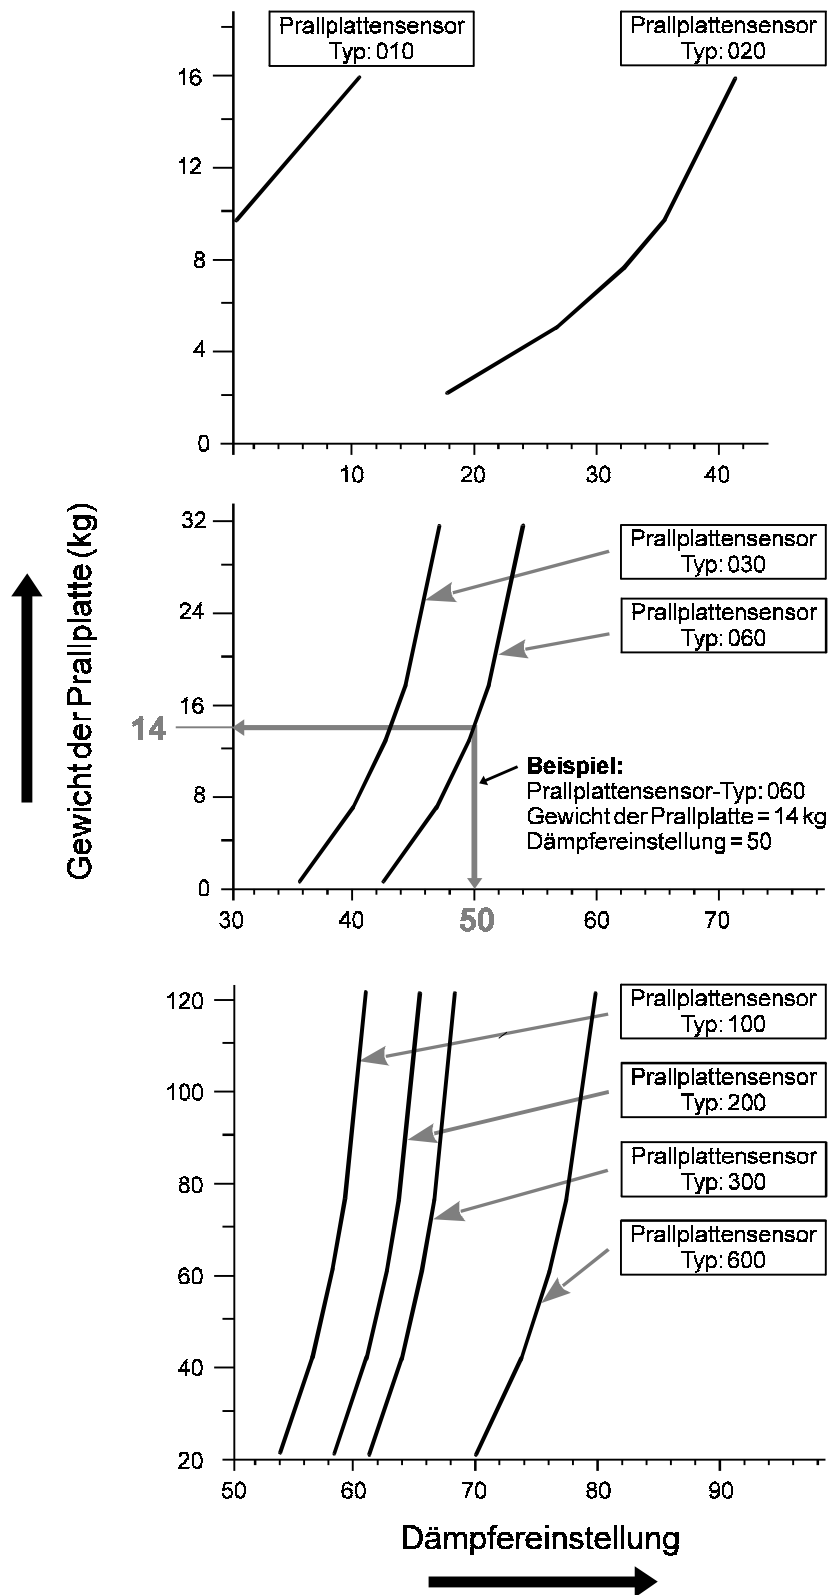 Prallplattensensor
Typ: 010
Prallplattensensor
Typ: 020
16
12
8
4
0
10 20 30 40
Gewicht der Prallplatte (kg)
32
24
16
14
8
0
Prallplattensensor
Typ: 030
Prallplattensensor
Typ: 060
Beispiel:
Prallplattensensor-Typ: 060
Gewicht der Prallplatte = 14 kg
Dämpfereinstellung = 50
30 40 50 60 70
120
100
80
60
40
20
Prallplattensensor
Typ: 100
Prallplattensensor
Typ: 200
Prallplattensensor
Typ: 300
Prallplattensensor
Typ: 600
50 60 70 80 90
Dämpfereinstellung